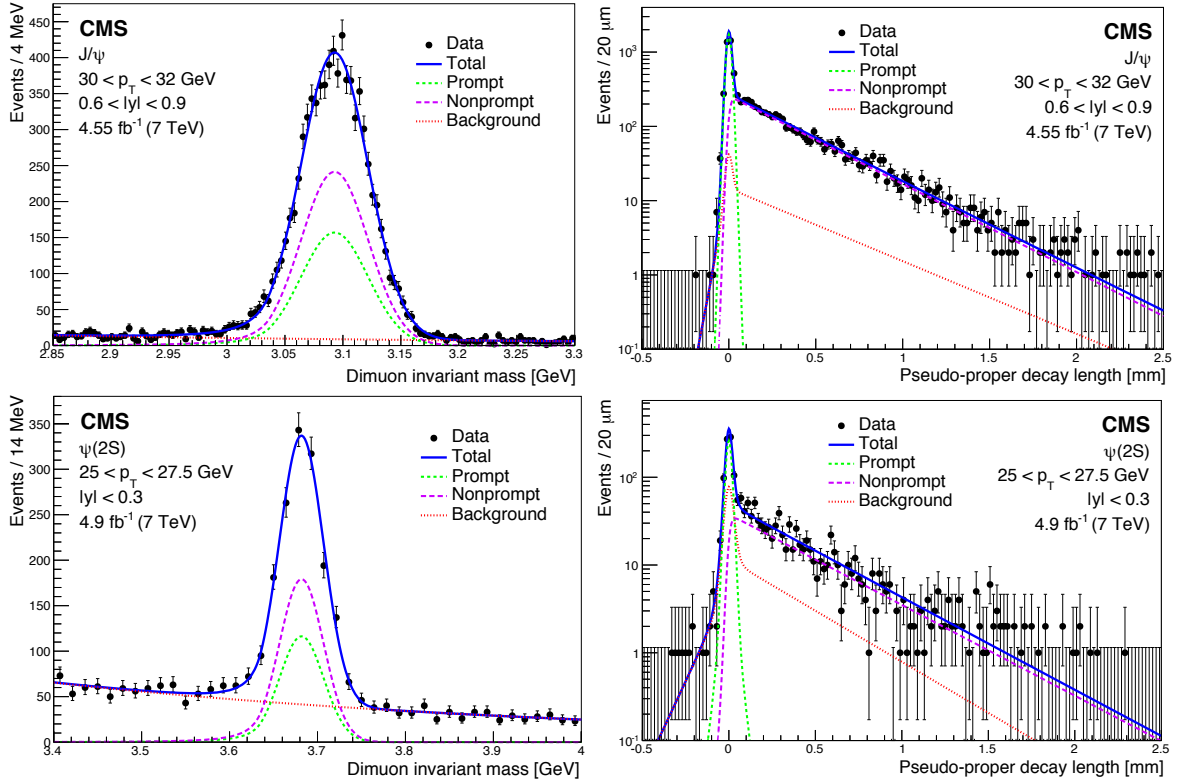 Events / 4 MeV
450
400
350
300
250
200
150
100
50
0
CMS
J/ψ
30 < p_T < 32 GeV
0.6 < |y| < 0.9
4.55 fb⁻¹ (7 TeV)
Data
Total
Prompt
Nonprompt
Background
2.85 2.9 2.95 3 3.05 3.1 3.15 3.2 3.25 3.3
Dimuon invariant mass [GeV]
Events / 20 μm
10³
10²
10
1
10⁻¹
Data
Total
Prompt
Nonprompt
Background
CMS
J/ψ
30 < p_T < 32 GeV
0.6 < |y| < 0.9
4.55 fb⁻¹ (7 TeV)
-0.5 0 0.5 1 1.5 2 2.5
Pseudo-proper decay length [mm]
Events / 14 MeV
350
300
250
200
150
100
50
0
CMS
ψ(2S)
25 < p_T < 27.5 GeV
|y| < 0.3
4.9 fb⁻¹ (7 TeV)
Data
Total
Prompt
Nonprompt
Background
3.4 3.5 3.6 3.7 3.8 3.9 4
Dimuon invariant mass [GeV]
Events / 20 μm
10²
10
1
10⁻¹
Data
Total
Prompt
Nonprompt
Background
CMS
ψ(2S)
25 < p_T < 27.5 GeV
|y| < 0.3
4.9 fb⁻¹ (7 TeV)
-0.5 0 0.5 1 1.5 2 2.5
Pseudo-proper decay length [mm]